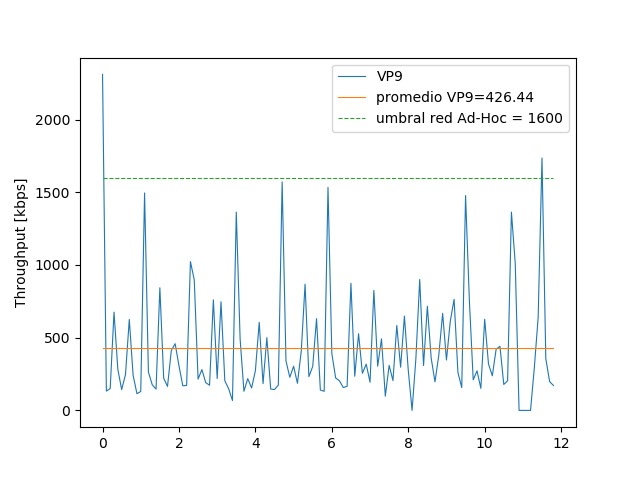 VP9
promedio VP9=426.44
umbral red Ad-Hoc = 1600
Throughput [kbps]
2000
1500
1000
500
0
0 2 4 6 8 10 12